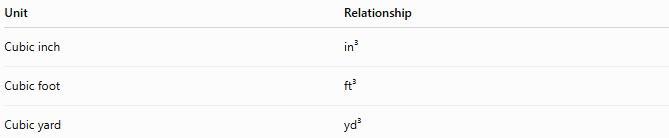 Unit Relationship
Cubic inch in³
Cubic foot ft³
Cubic yard yd³